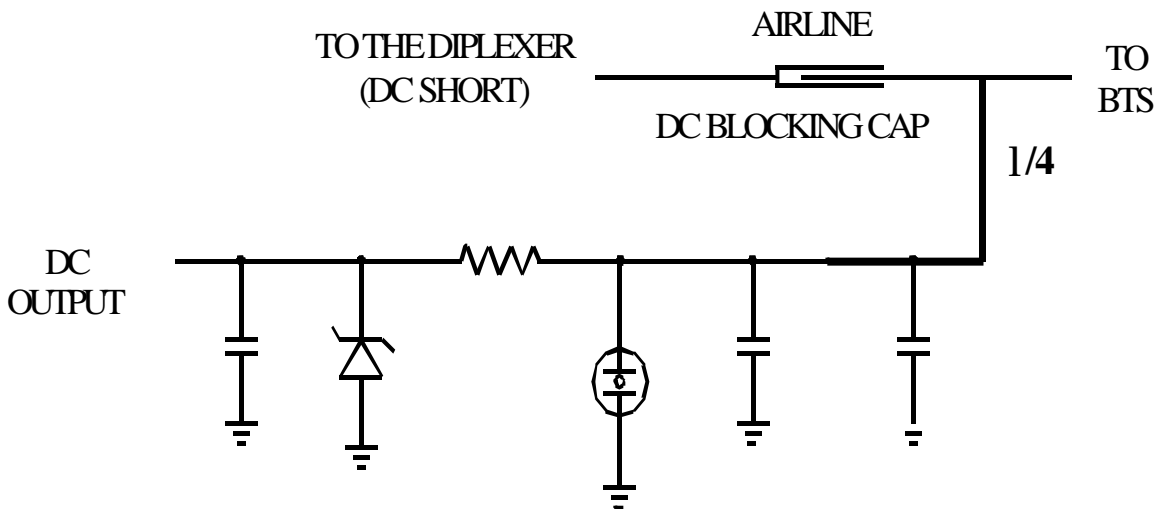 AIRLINE
TO THE DIPLEXER
(DC SHORT)
TO
BTS
DC BLOCKING CAP
l/4
DC
OUTPUT